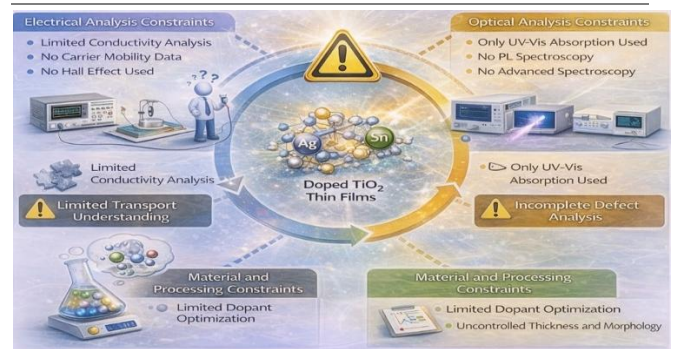 Electrical Analysis Constraints
• Limited Conductivity Analysis
• No Carrier Mobility Data
• No Hall Effect Used
???
Optical Analysis Constraints
• Only UV-Vis Absorption Used
• No PL Spectroscopy
• No Advanced Spectroscopy
Ag
Sn
Doped TiO₂
Thin Films
Limited
Conductivity Analysis
Limited Transport
Understanding
Only UV-Vis
Absorption Used
Incomplete Defect
Analysis
Material and
Processing Constraints
Limited Dopant
Optimization
Material and Processing
Constraints
• Limited Dopant Optimization
• Uncontrolled Thickness and Morphology